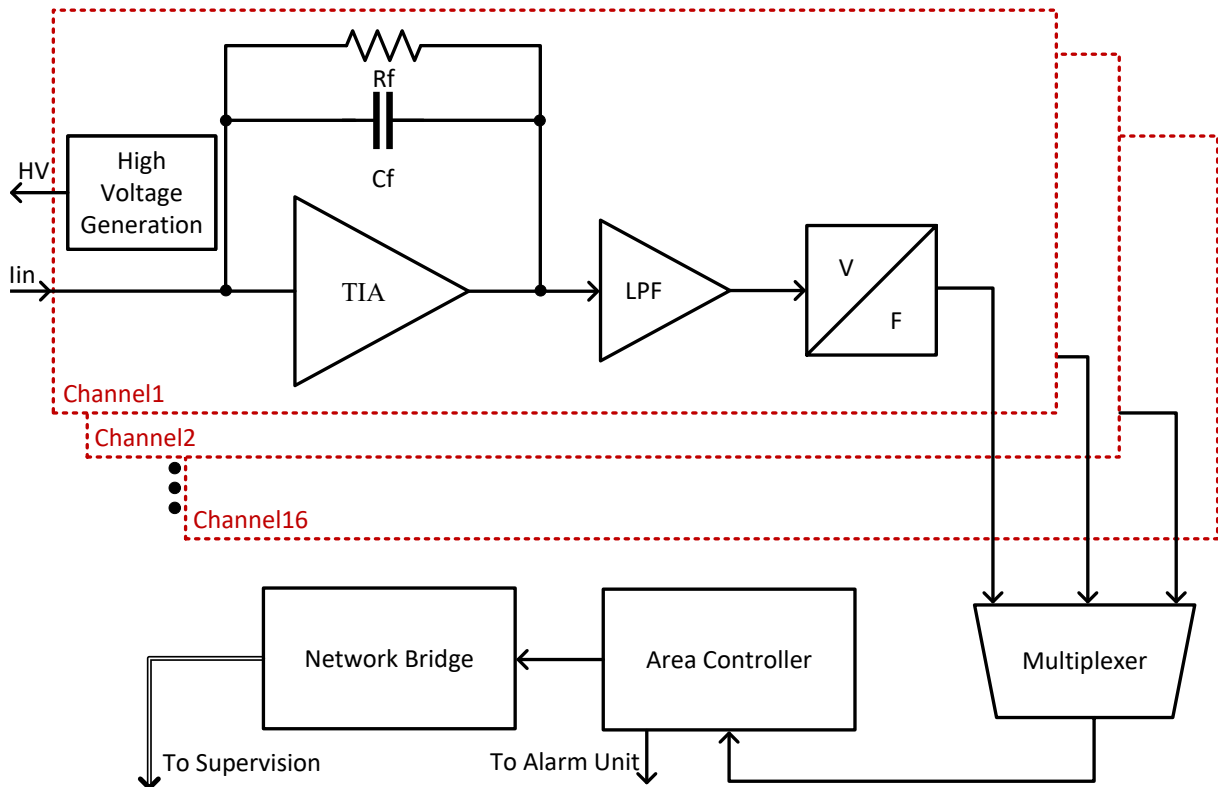 Rf
Cf
HV
High
Voltage
Generation
Iin
TIA
LPF
V
F
Channel1
Channel2
Channel16
Network Bridge
Area Controller
Multiplexer
To Supervision
To Alarm Unit